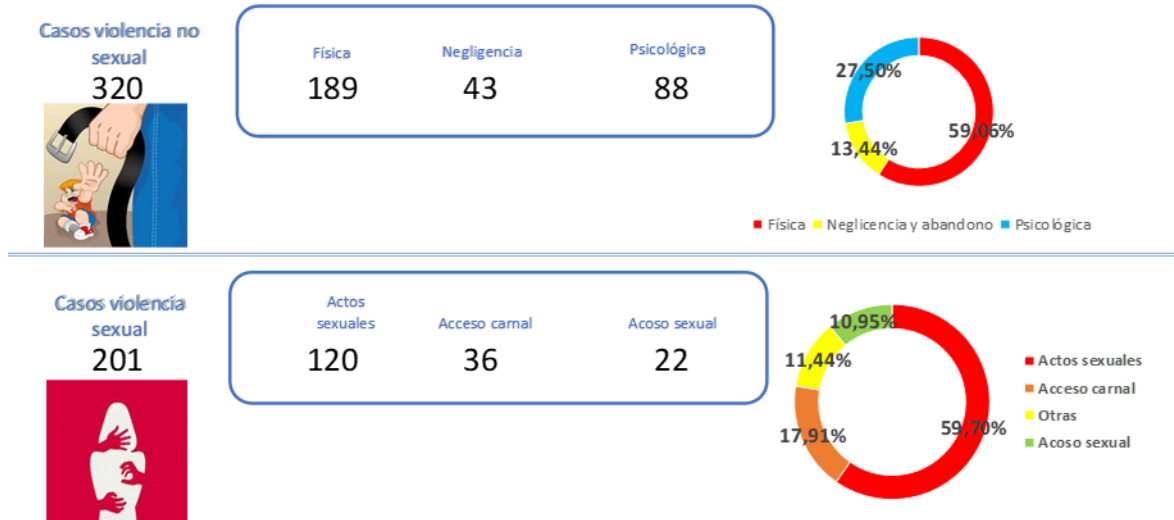 Casos violencia no
sexual
320
Física
189
Negligencia
43
Psicológica
88
27,50%
59,06%
13,44%
Física Neglicencia y abandono Psicológica
Casos violencia
sexual
201
Actos
sexuales
120
Acceso carnal
36
Acoso sexual
22
10,95%
11,44%
17,91%
59,70%
Actos sexuales
Acceso carnal
Otras
Acoso sexual